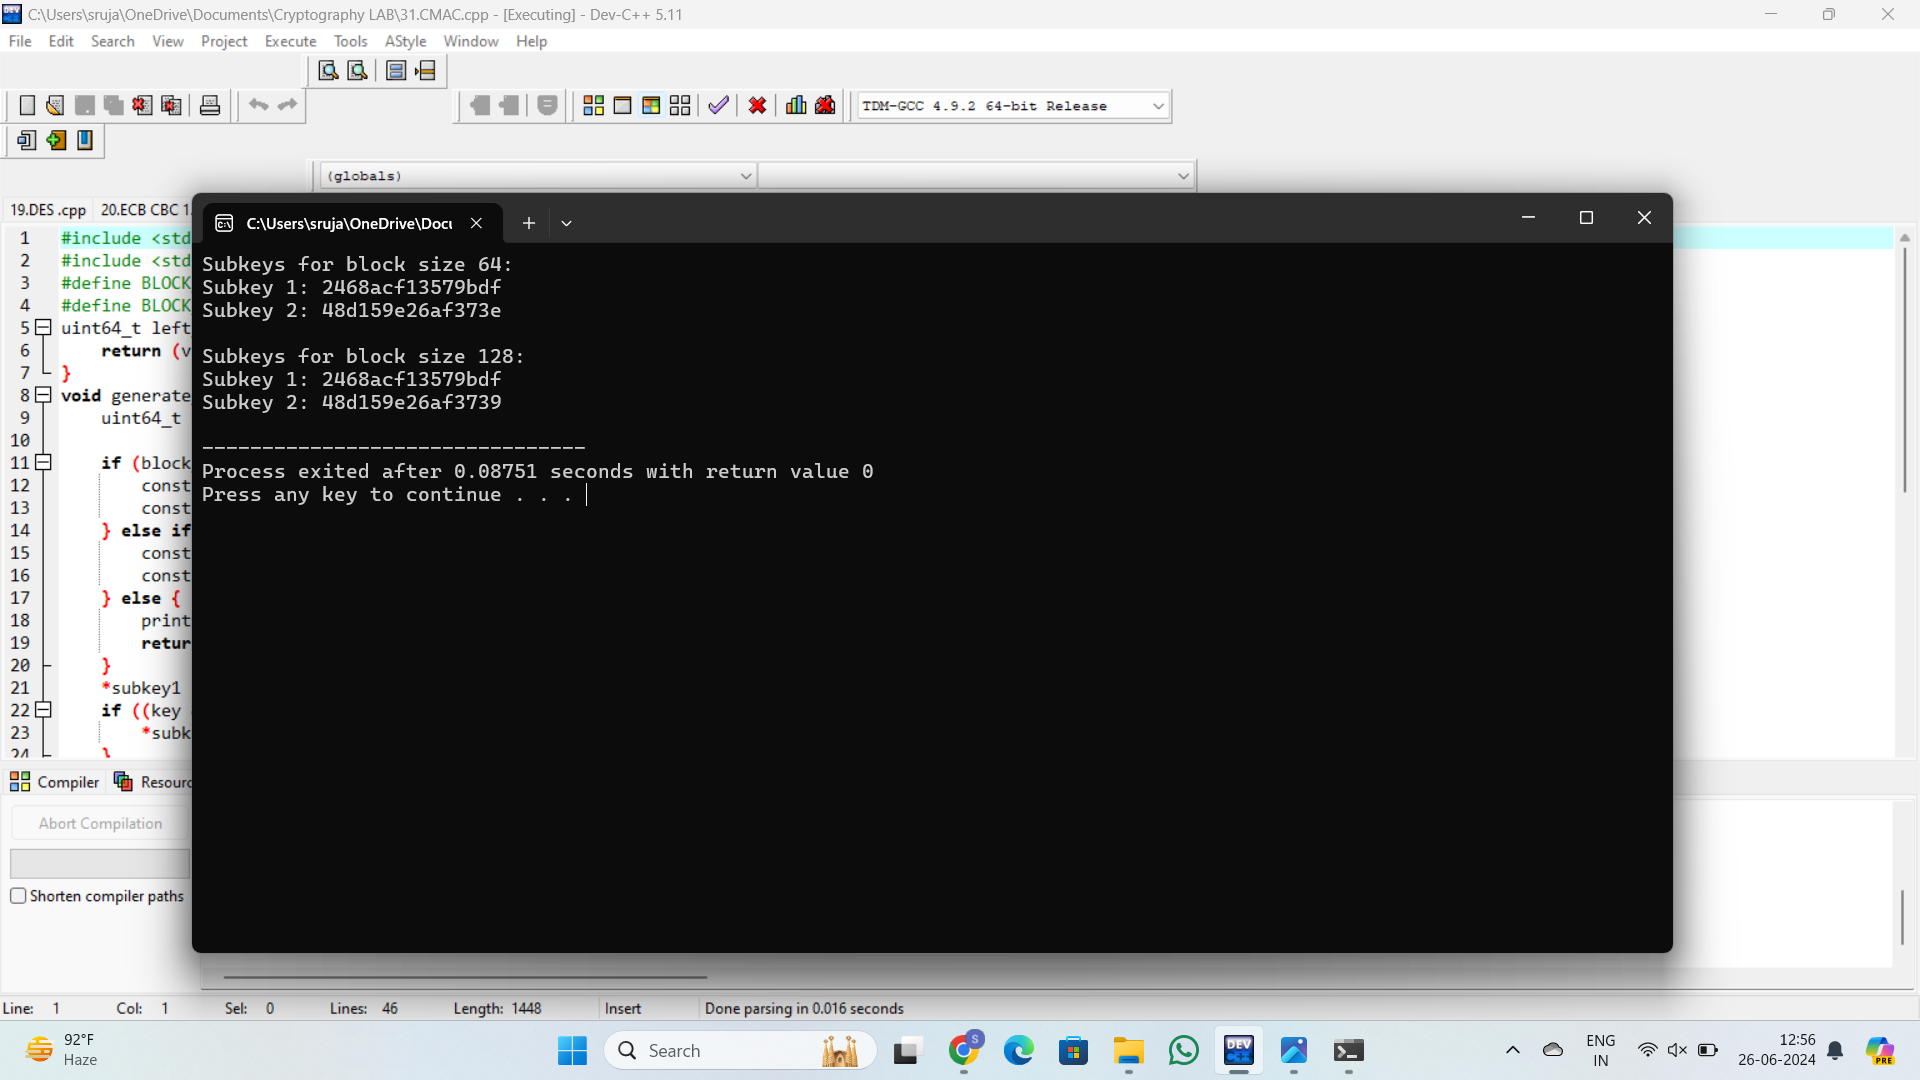 C:\Users\sruja\OneDrive\Documents\Cryptography LAB\31.CMAC.cpp - [Executing] - Dev-C++ 5.11
File Edit Search View Project Execute Tools AStyle Window Help
TDM-GCC 4.9.2 64-bit Release
(globals)
19.DES .cpp 20.ECB CBC 1
C:\Users\sruja\OneDrive\Docu
1 #include <std
2 #include <std
3 #define BLOCK
4 #define BLOCK
5 uint64_t left
6 return (v
7 }
8 void generate
9 uint64_t
10
11 if (block
12 const
13 const
14 } else if
15 const
16 const
17 } else {
18 print
19 retur
20 }
21 *subkey1
22 if ((key
23 *subk
24 }
Subkeys for block size 64:
Subkey 1: 2468acf13579bdf
Subkey 2: 48d159e26af373e
Subkeys for block size 128:
Subkey 1: 2468acf13579bdf
Subkey 2: 48d159e26af3739
--------------------------------
Process exited after 0.08751 seconds with return value 0
Press any key to continue . . .
Compiler Resourc
Abort Compilation
Shorten compiler paths
Line: 1 Col: 1 Sel: 0 Lines: 46 Length: 1448 Insert Done parsing in 0.016 seconds
92°F
Haze
Search
S
DEV
C++
ENG
IN
12:56
26-06-2024
PRE